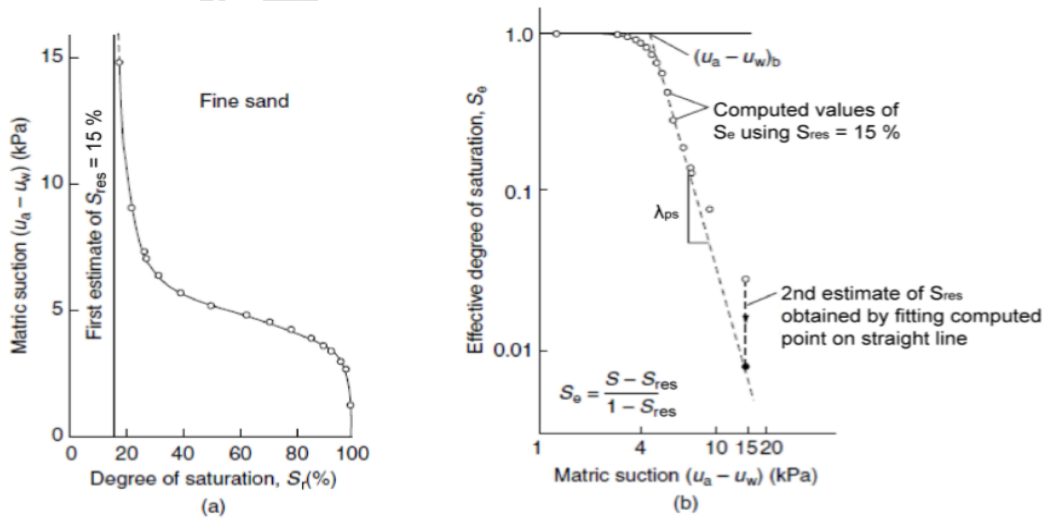 15
10
5
0
Matric suction (ua – uw) (kPa)
First estimate of Sres = 15 %
Fine sand
0 20 40 60 80 100
Degree of saturation, Sr(%)
(a)
1.0
0.1
0.01
Effective degree of saturation, Se
(ua – uw)b
Computed values of
Se using Sres = 15 %
λps
2nd estimate of Sres
obtained by fitting computed
point on straight line
Se = S – Sres
1 – Sres
1 4 10 15 20
Matric suction (ua – uw) (kPa)
(b)